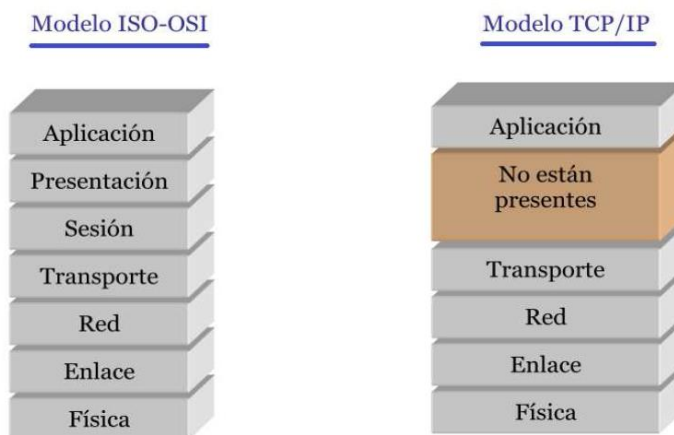 Modelo ISO-OSI
Aplicación
Presentación
Sesión
Transporte
Red
Enlace
Física
Modelo TCP/IP
Aplicación
No están
presentes
Transporte
Red
Enlace
Física